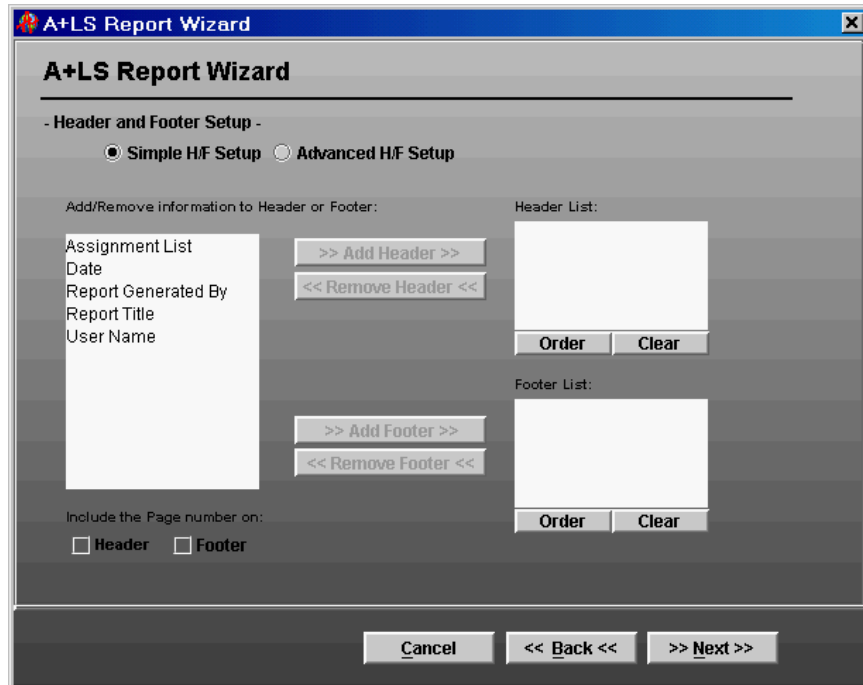 A+LS Report Wizard
A+LS Report Wizard
- Header and Footer Setup -
Simple H/F Setup
Advanced H/F Setup
Add/Remove information to Header or Footer:
Assignment List
Date
Report Generated By
Report Title
User Name
>> Add Header >>
<< Remove Header <<
Header List:
Order
Clear
>> Add Footer >>
<< Remove Footer <<
Footer List:
Order
Clear
Include the Page number on:
Header
Footer
Cancel
<< Back <<
>> Next >>